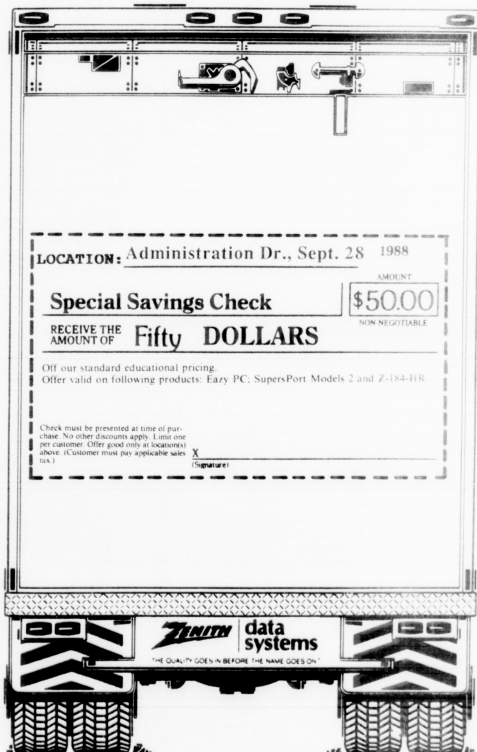 LOCATION: Administration Dr., Sept. 28 1988
AMOUNT
Special Savings Check $50.00
NON NEGOTIABLE
RECEIVE THE
AMOUNT OF Fifty DOLLARS
Off our standard educational pricing.
Offer valid on following products: Eazy PC; SupersPort Models 2 and Z-184-HR
Check must be presented at time of pur-
chase. No other discounts apply. Limit one
per customer. Offer good only at location(s)
above. (Customer must pay applicable sales
tax.)
X
(Signature)
ZENITH data
systems
THE QUALITY GOES IN BEFORE THE NAME GOES ON